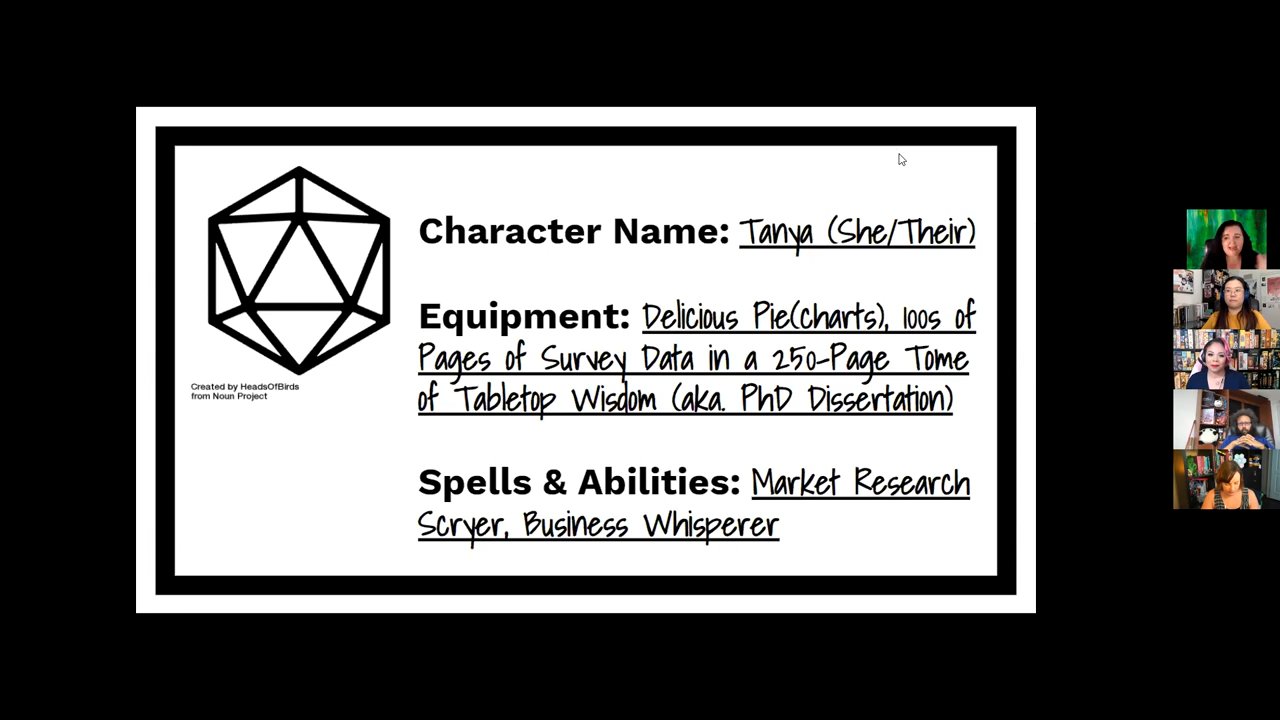 Character Name: Tanya (She/Their)
Equipment: Delicious Pie(charts), 100s of
Pages of Survey Data in a 250-Page Tome
of Tabletop Wisdom (aka. PhD Dissertation)
Created by HeadsOfBirds
from Noun Project
Spells & Abilities: Market Research
Scryer, Business Whisperer